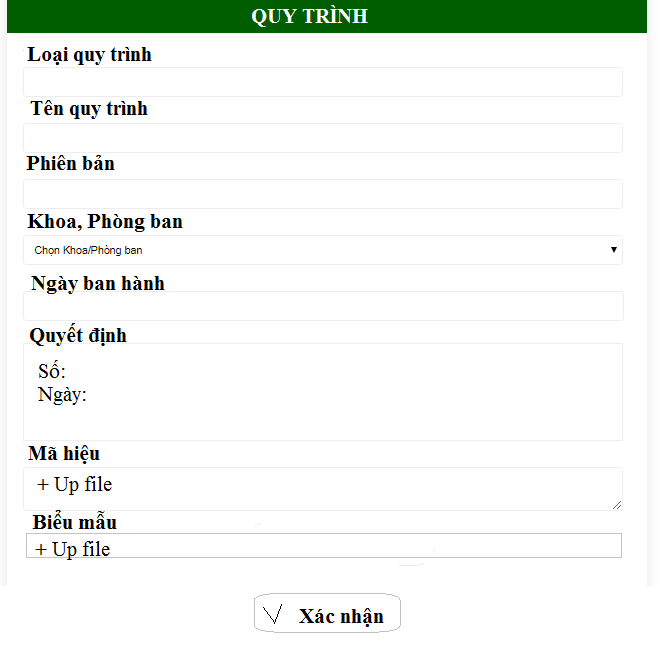 QUY TRÌNH
Loại quy trình
Tên quy trình
Phiên bản
Khoa, Phòng ban
Chọn Khoa/Phòng ban
Ngày ban hành
Quyết định
Số:
Ngày:
Mã hiệu
+ Up file
Biểu mẫu
+ Up file
Xác nhận